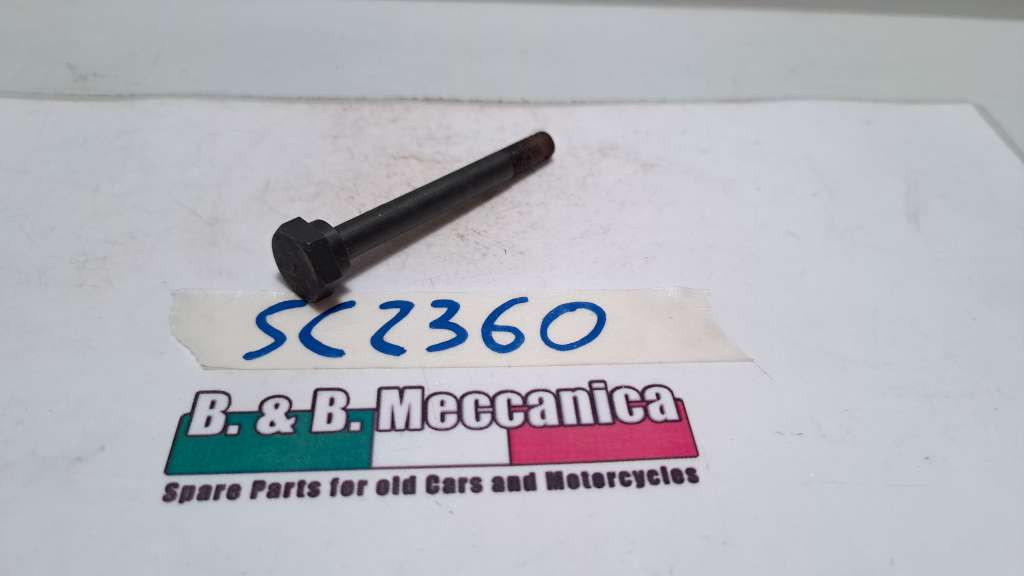 SC2360
B. & B. Meccanica
Spare Parts for old Cars and Motorcycles